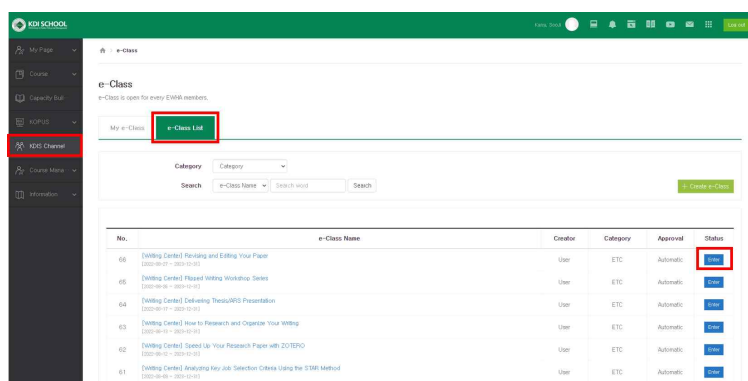 KDI SCHOOL
Log out
My Page
e-Class
Course
e-Class
Capacity Buil
e-Class is open for every EWHA members.
KOPUS
My e-Class
e-Class List
KDIS Channel
Course Mana
Category
Category
Information
Search
e-Class Name
Search word
Search
+ Create e-Class
No.
e-Class Name
Creator
Category
Approval
Status
66
[Writing Center] Revising and Editing Your Paper
User
ETC
Automatic
Enter
65
[Writing Center] Flipped Writing Workshop Series
User
ETC
Automatic
Enter
64
[Writing Center] Delivering Thesis/ARS Presentation
User
ETC
Automatic
Enter
63
[Writing Center] How to Research and Organize Your Writing
User
ETC
Automatic
Enter
62
[Writing Center] Speed Up Your Research Paper with ZOTERO
User
ETC
Automatic
Enter
61
[Writing Center] Analyzing Key Job Selection Criteria Using the STAR Method
User
ETC
Automatic
Enter